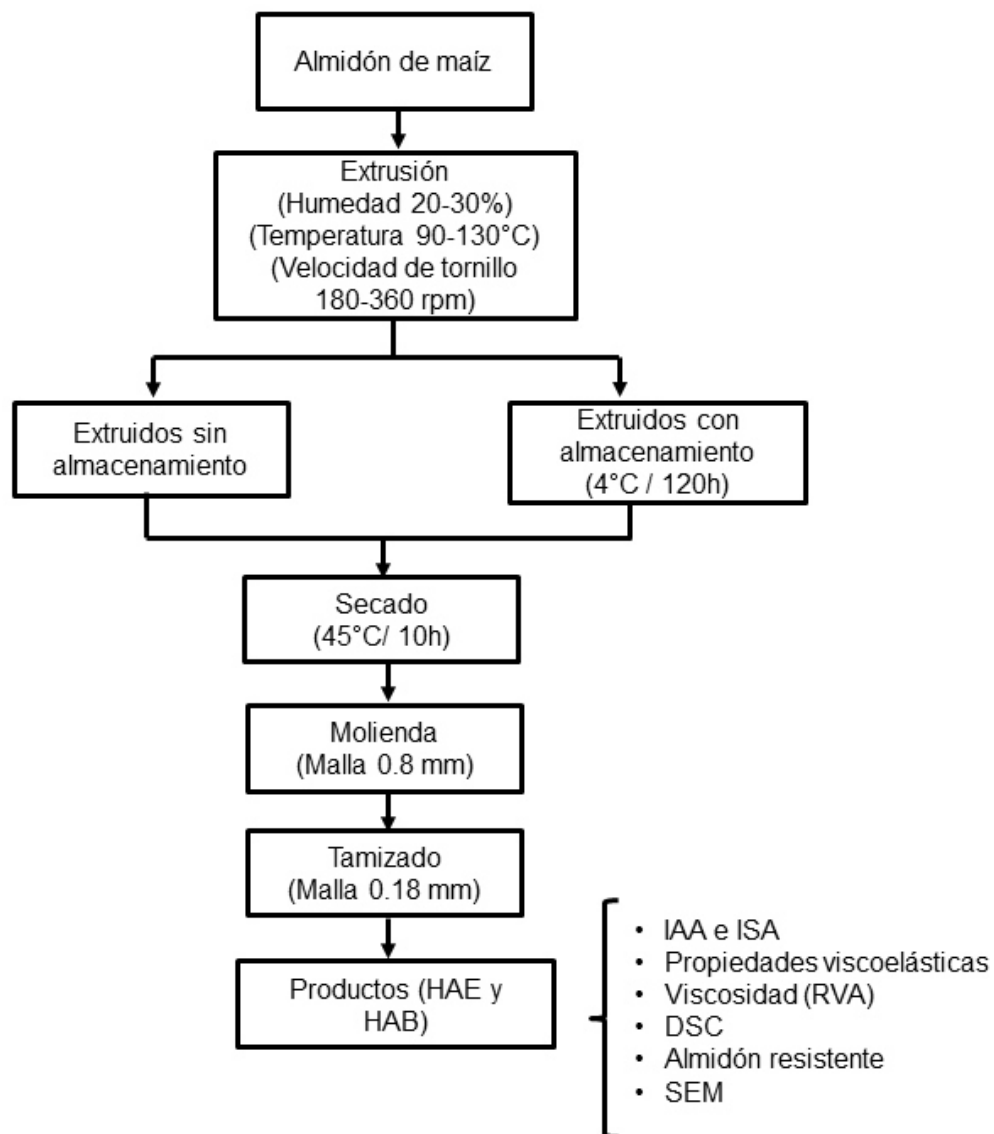 Almidón de maíz
Extrusión
(Humedad 20-30%)
(Temperatura 90-130°C)
(Velocidad de tornillo
180-360 rpm)
Extruidos sin
almacenamiento
Extruidos con
almacenamiento
(4°C / 120h)
Secado
(45°C/ 10h)
Molienda
(Malla 0.8 mm)
Tamizado
(Malla 0.18 mm)
Productos (HAE y
HAB)
• IAA e ISA
• Propiedades viscoelásticas
• Viscosidad (RVA)
• DSC
• Almidón resistente
• SEM